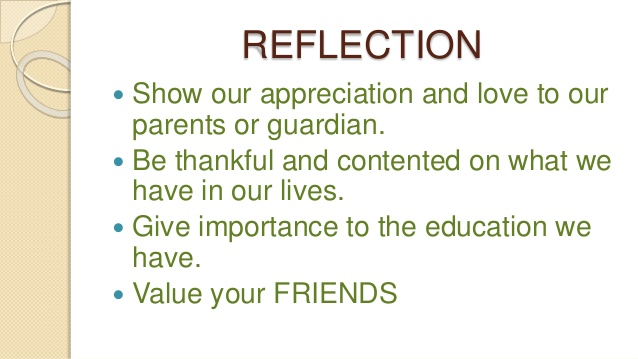 REFLECTION
• Show our appreciation and love to our
parents or guardian.
• Be thankful and contented on what we
have in our lives.
• Give importance to the education we
have.
• Value your FRIENDS